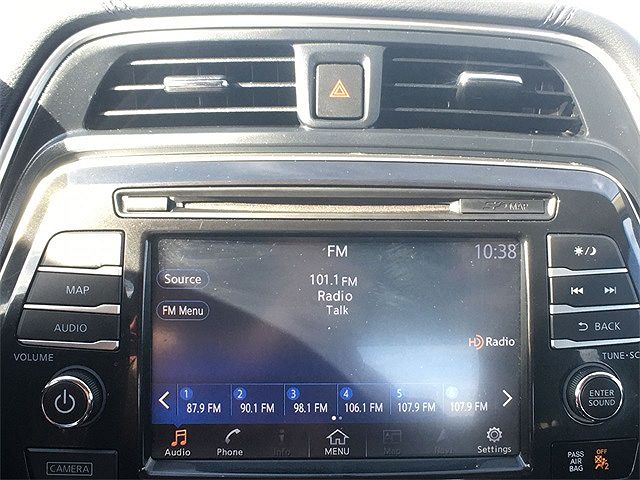 SD MAP
FM
10:38
Source
101.1 FM
Radio
FM Menu
Talk
HD Radio
1 2 3 4 5
87.9 FM 90.1 FM 98.1 FM 106.1 FM 107.9 FM 107.9 FM
Audio Phone Info MENU Map Settings
MAP
AUDIO
VOLUME
CAMERA
BACK
TUNE•SC
ENTER
SOUND
PASS
AIR
BAG
OFF
2